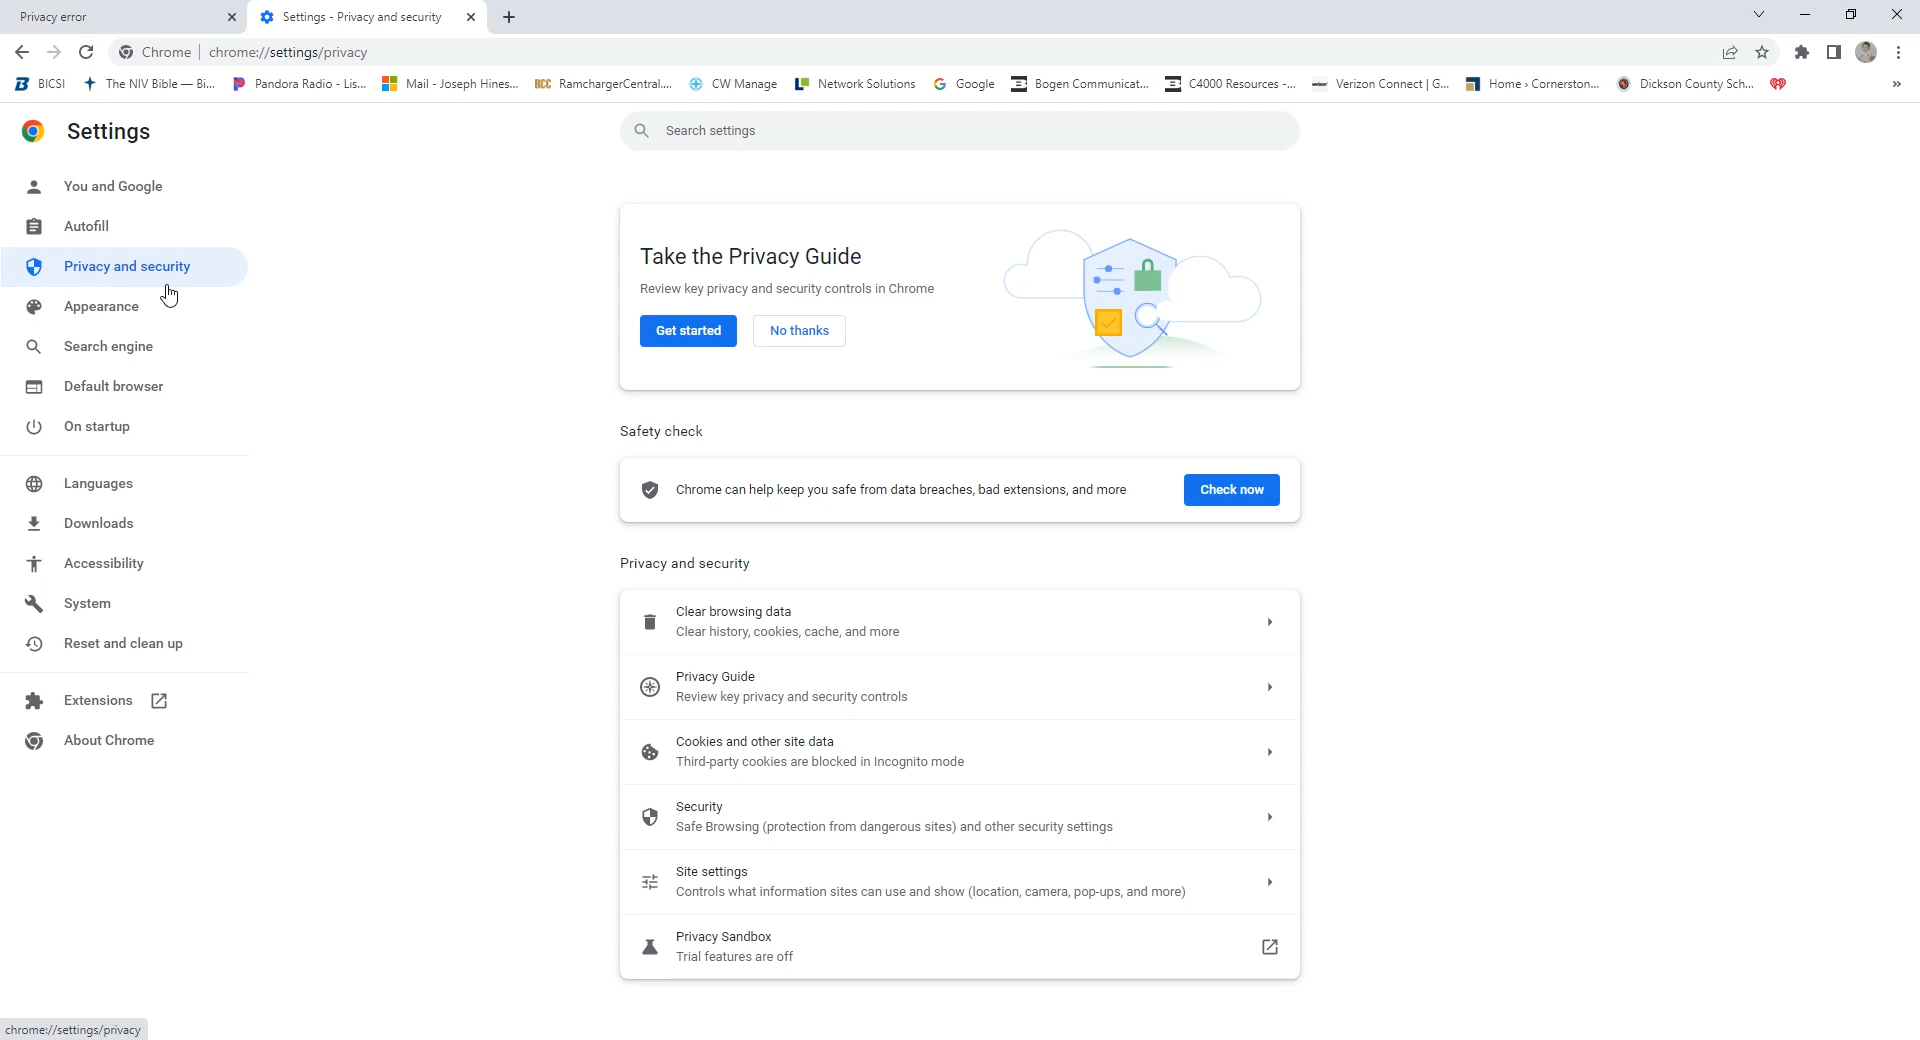 Privacy error
Settings - Privacy and security
Chrome
chrome://settings/privacy
BICSI
The NIV Bible — Bi...
Pandora Radio - Lis...
Mail - Joseph Hines...
RCC RamchargerCentral....
CW Manage
Network Solutions
Google
Bogen Communicat...
C4000 Resources -...
Verizon Connect | G...
Home › Cornerston...
Dickson County Sch...
»
Settings
Search settings
You and Google
Autofill
Privacy and security
Appearance
Search engine
Default browser
On startup
Languages
Downloads
Accessibility
System
Reset and clean up
Extensions
About Chrome
Take the Privacy Guide
Review key privacy and security controls in Chrome
Get started
No thanks
Safety check
Chrome can help keep you safe from data breaches, bad extensions, and more
Check now
Privacy and security
Clear browsing data
Clear history, cookies, cache, and more
Privacy Guide
Review key privacy and security controls
Cookies and other site data
Third-party cookies are blocked in Incognito mode
Security
Safe Browsing (protection from dangerous sites) and other security settings
Site settings
Controls what information sites can use and show (location, camera, pop-ups, and more)
Privacy Sandbox
Trial features are off
chrome://settings/privacy